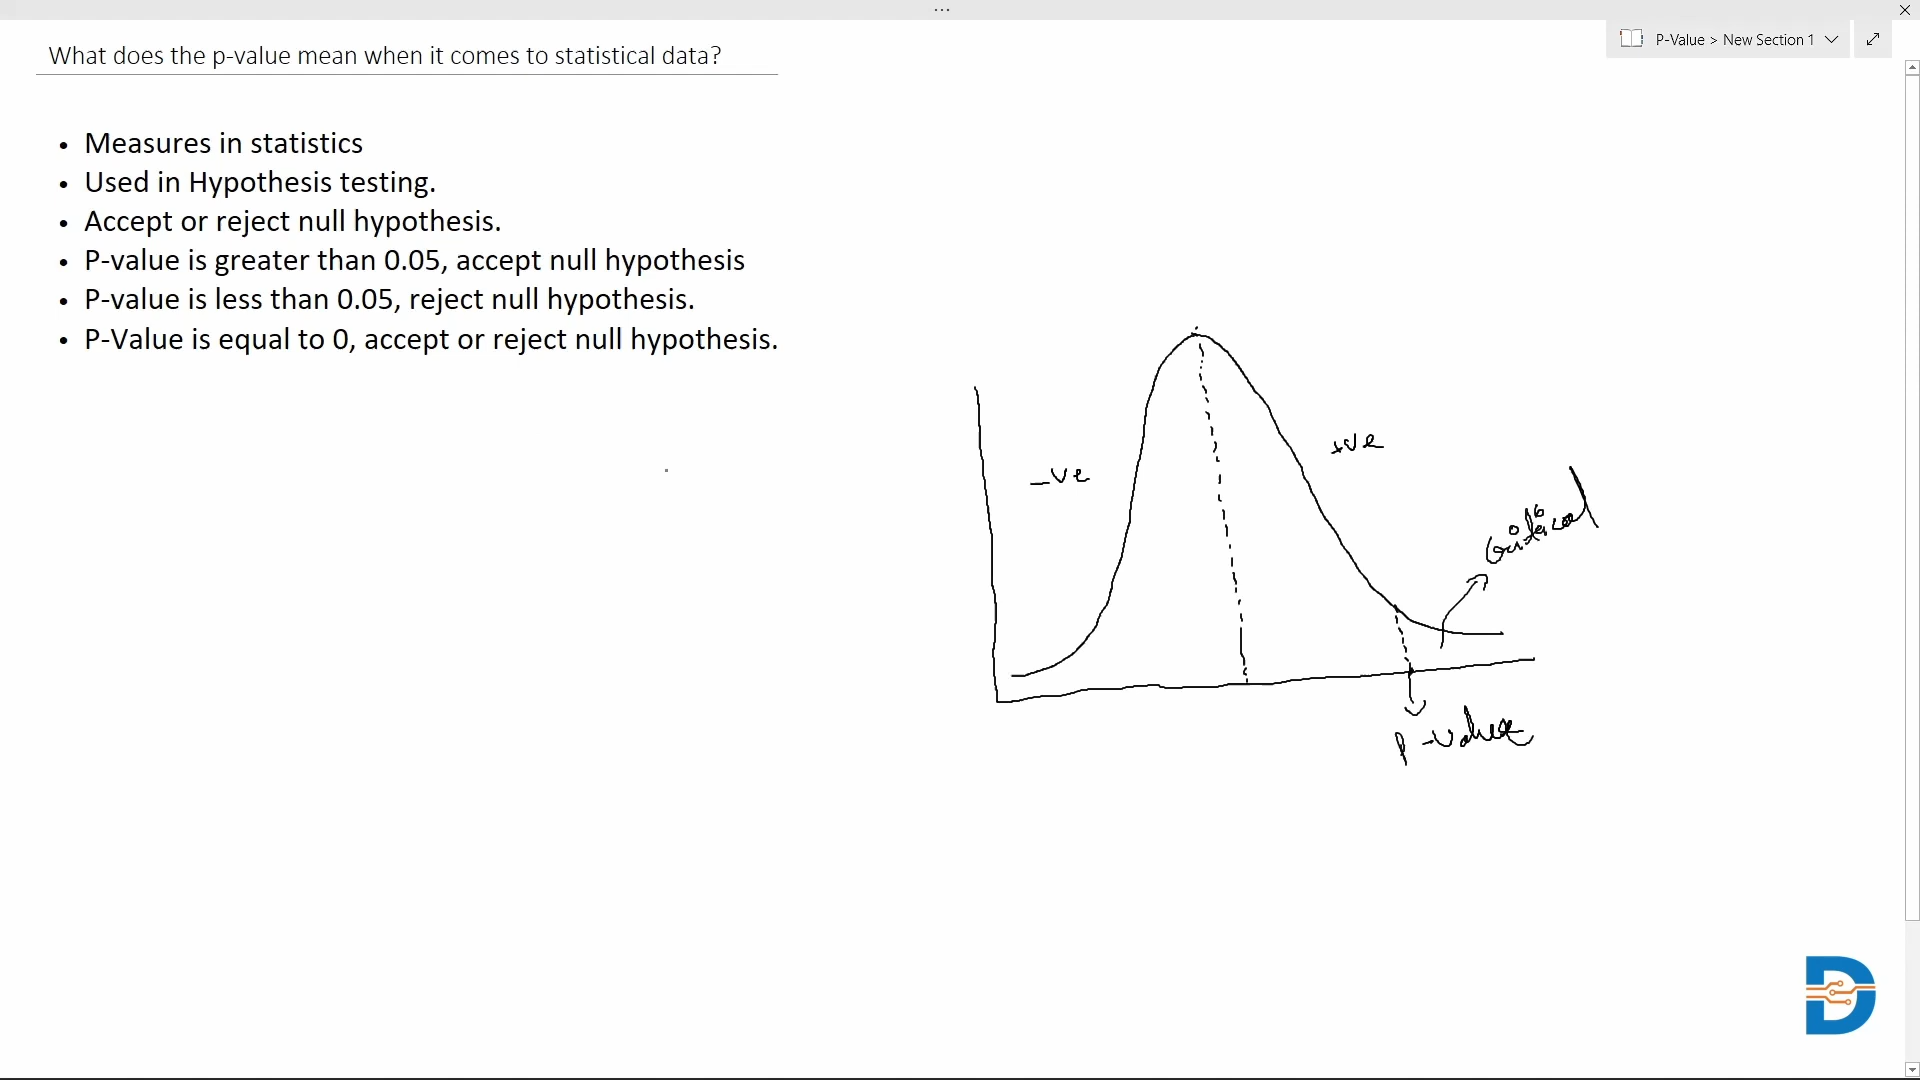 What does the p-value mean when it comes to statistical data?
P-Value > New Section 1
• Measures in statistics
• Used in Hypothesis testing.
• Accept or reject null hypothesis.
• P-value is greater than 0.05, accept null hypothesis
• P-value is less than 0.05, reject null hypothesis.
• P-Value is equal to 0, accept or reject null hypothesis.
+ve
-ve
Critical
P-value